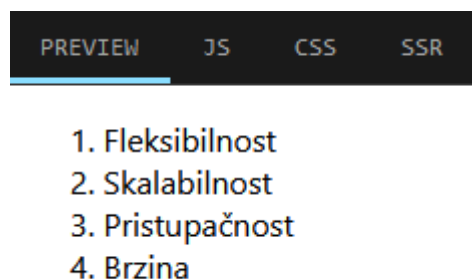 PREVIEW JS CSS SSR
1. Fleksibilnost
2. Skalabilnost
3. Pristupačnost
4. Brzina